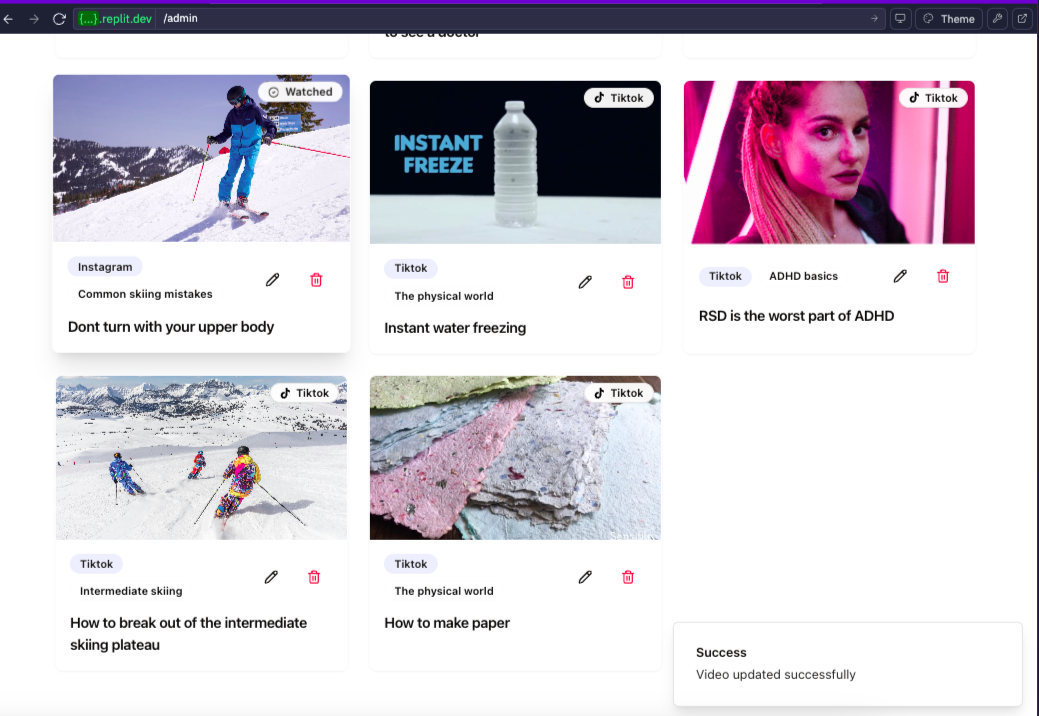 {...}.replit.dev /admin
Theme
to see a doctor
Watched
Tiktok
Tiktok
INSTANT
FREEZE
Instagram
Common skiing mistakes
Dont turn with your upper body
Tiktok
The physical world
Instant water freezing
Tiktok ADHD basics
RSD is the worst part of ADHD
Tiktok
Tiktok
Tiktok
Intermediate skiing
How to break out of the intermediate
skiing plateau
Tiktok
The physical world
How to make paper
Success
Video updated successfully